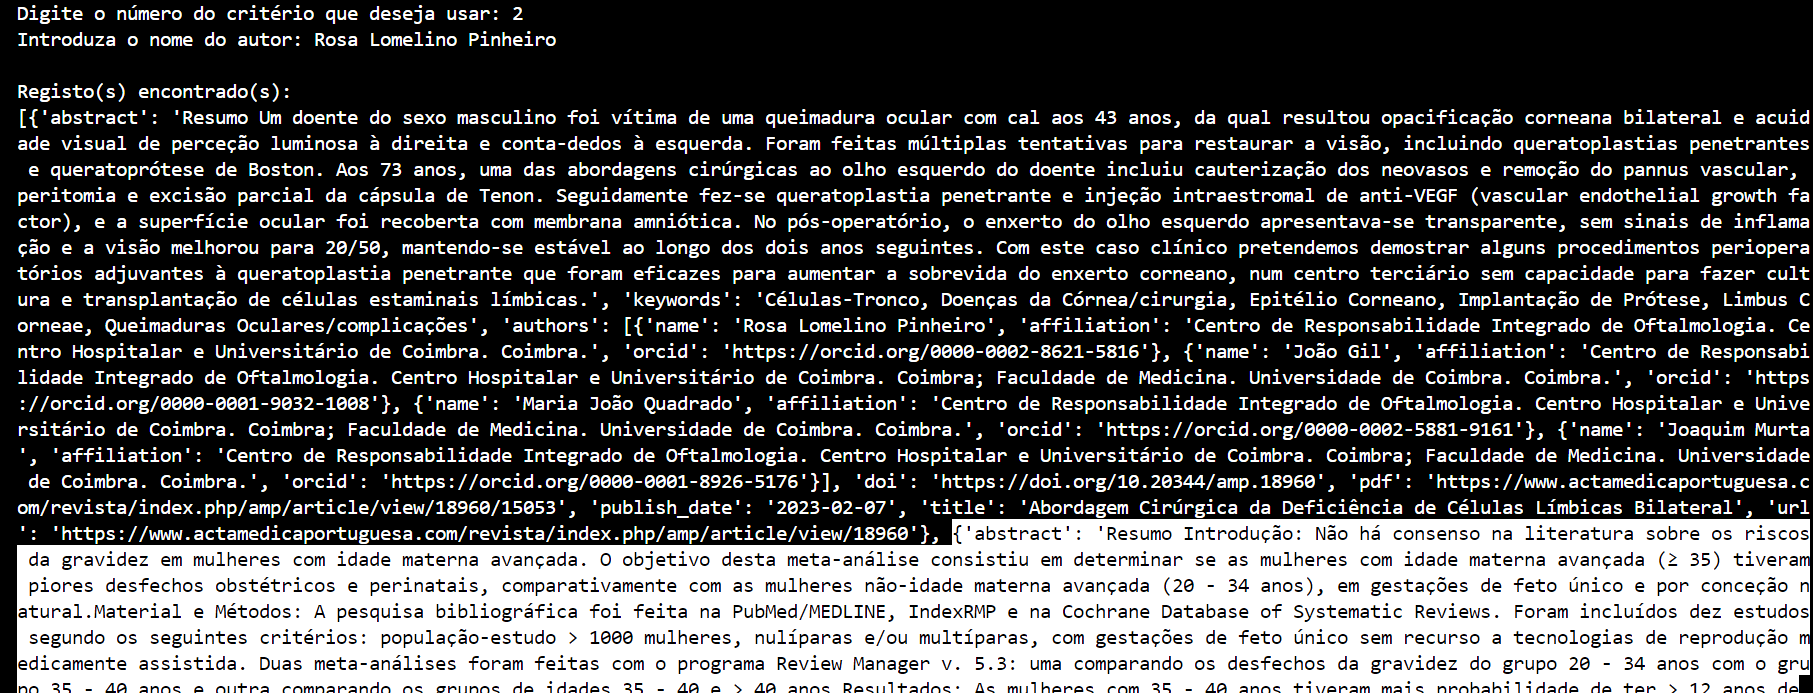 Digite o número do critério que deseja usar: 2
Introduza o nome do autor: Rosa Lomelino Pinheiro
Registo(s) encontrado(s):
[{'abstract': 'Resumo Um doente do sexo masculino foi vítima de uma queimadura ocular com cal aos 43 anos, da qual resultou opacificação corneana bilateral e acuid
ade visual de perceção luminosa à direita e conta-dedos à esquerda. Foram feitas múltiplas tentativas para restaurar a visão, incluindo queratoplastias penetrantes
 e queratoprótese de Boston. Aos 73 anos, uma das abordagens cirúrgicas ao olho esquerdo do doente incluiu cauterização dos neovasos e remoção do pannus vascular,
peritomia e excisão parcial da cápsula de Tenon. Seguidamente fez-se queratoplastia penetrante e injeção intraestromal de anti-VEGF (vascular endothelial growth fa
ctor), e a superfície ocular foi recoberta com membrana amniótica. No pós-operatório, o enxerto do olho esquerdo apresentava-se transparente, sem sinais de inflama
ção e a visão melhorou para 20/50, mantendo-se estável ao longo dos dois anos seguintes. Com este caso clínico pretendemos demostrar alguns procedimentos periopera
tórios adjuvantes à queratoplastia penetrante que foram eficazes para aumentar a sobrevida do enxerto corneano, num centro terciário sem capacidade para fazer cult
ura e transplantação de células estaminais límbicas.', 'keywords': 'Células-Tronco, Doenças da Córnea/cirurgia, Epitélio Corneano, Implantação de Prótese, Limbus C
orneae, Queimaduras Oculares/complicações', 'authors': [{'name': 'Rosa Lomelino Pinheiro', 'affiliation': 'Centro de Responsabilidade Integrado de Oftalmologia. Ce
ntro Hospitalar e Universitário de Coimbra. Coimbra.', 'orcid': 'https://orcid.org/0000-0002-8621-5816'}, {'name': 'João Gil', 'affiliation': 'Centro de Responsabi
lidade Integrado de Oftalmologia. Centro Hospitalar e Universitário de Coimbra. Coimbra; Faculdade de Medicina. Universidade de Coimbra. Coimbra.', 'orcid': 'https
://orcid.org/0000-0001-9032-1008'}, {'name': 'Maria João Quadrado', 'affiliation': 'Centro de Responsabilidade Integrado de Oftalmologia. Centro Hospitalar e Unive
rsitário de Coimbra. Coimbra; Faculdade de Medicina. Universidade de Coimbra. Coimbra.', 'orcid': 'https://orcid.org/0000-0002-5881-9161'}, {'name': 'Joaquim Murta
', 'affiliation': 'Centro de Responsabilidade Integrado de Oftalmologia. Centro Hospitalar e Universitário de Coimbra. Coimbra; Faculdade de Medicina. Universidade
 de Coimbra. Coimbra.', 'orcid': 'https://orcid.org/0000-0001-8926-5176'}], 'doi': 'https://doi.org/10.20344/amp.18960', 'pdf': 'https://www.actamedicaportuguesa.c
om/revista/index.php/amp/article/view/18960/15053', 'publish_date': '2023-02-07', 'title': 'Abordagem Cirúrgica da Deficiência de Células Límbicas Bilateral', 'url
': 'https://www.actamedicaportuguesa.com/revista/index.php/amp/article/view/18960'}, {'abstract': 'Resumo Introdução: Não há consenso na literatura sobre os riscos
 da gravidez em mulheres com idade materna avançada. O objetivo desta meta-análise consistiu em determinar se as mulheres com idade materna avançada (≥ 35) tiveram
 piores desfechos obstétricos e perinatais, comparativamente com as mulheres não-idade materna avançada (20 - 34 anos), em gestações de feto único e por conceção n
atural.Material e Métodos: A pesquisa bibliográfica foi feita na PubMed/MEDLINE, IndexRMP e na Cochrane Database of Systematic Reviews. Foram incluídos dez estudos
 segundo os seguintes critérios: população-estudo > 1000 mulheres, nulíparas e/ou multíparas, com gestações de feto único sem recurso a tecnologias de reprodução m
edicamente assistida. Duas meta-análises foram feitas com o programa Review Manager v. 5.3: uma comparando os desfechos da gravidez do grupo 20 - 34 anos com o gru
po 35 - 40 anos e outra comparando os grupos de idades 35 - 40 e > 40 anos.Resultados: As mulheres com 35 - 40 anos tiveram mais probabilidade de ter > 12 anos de